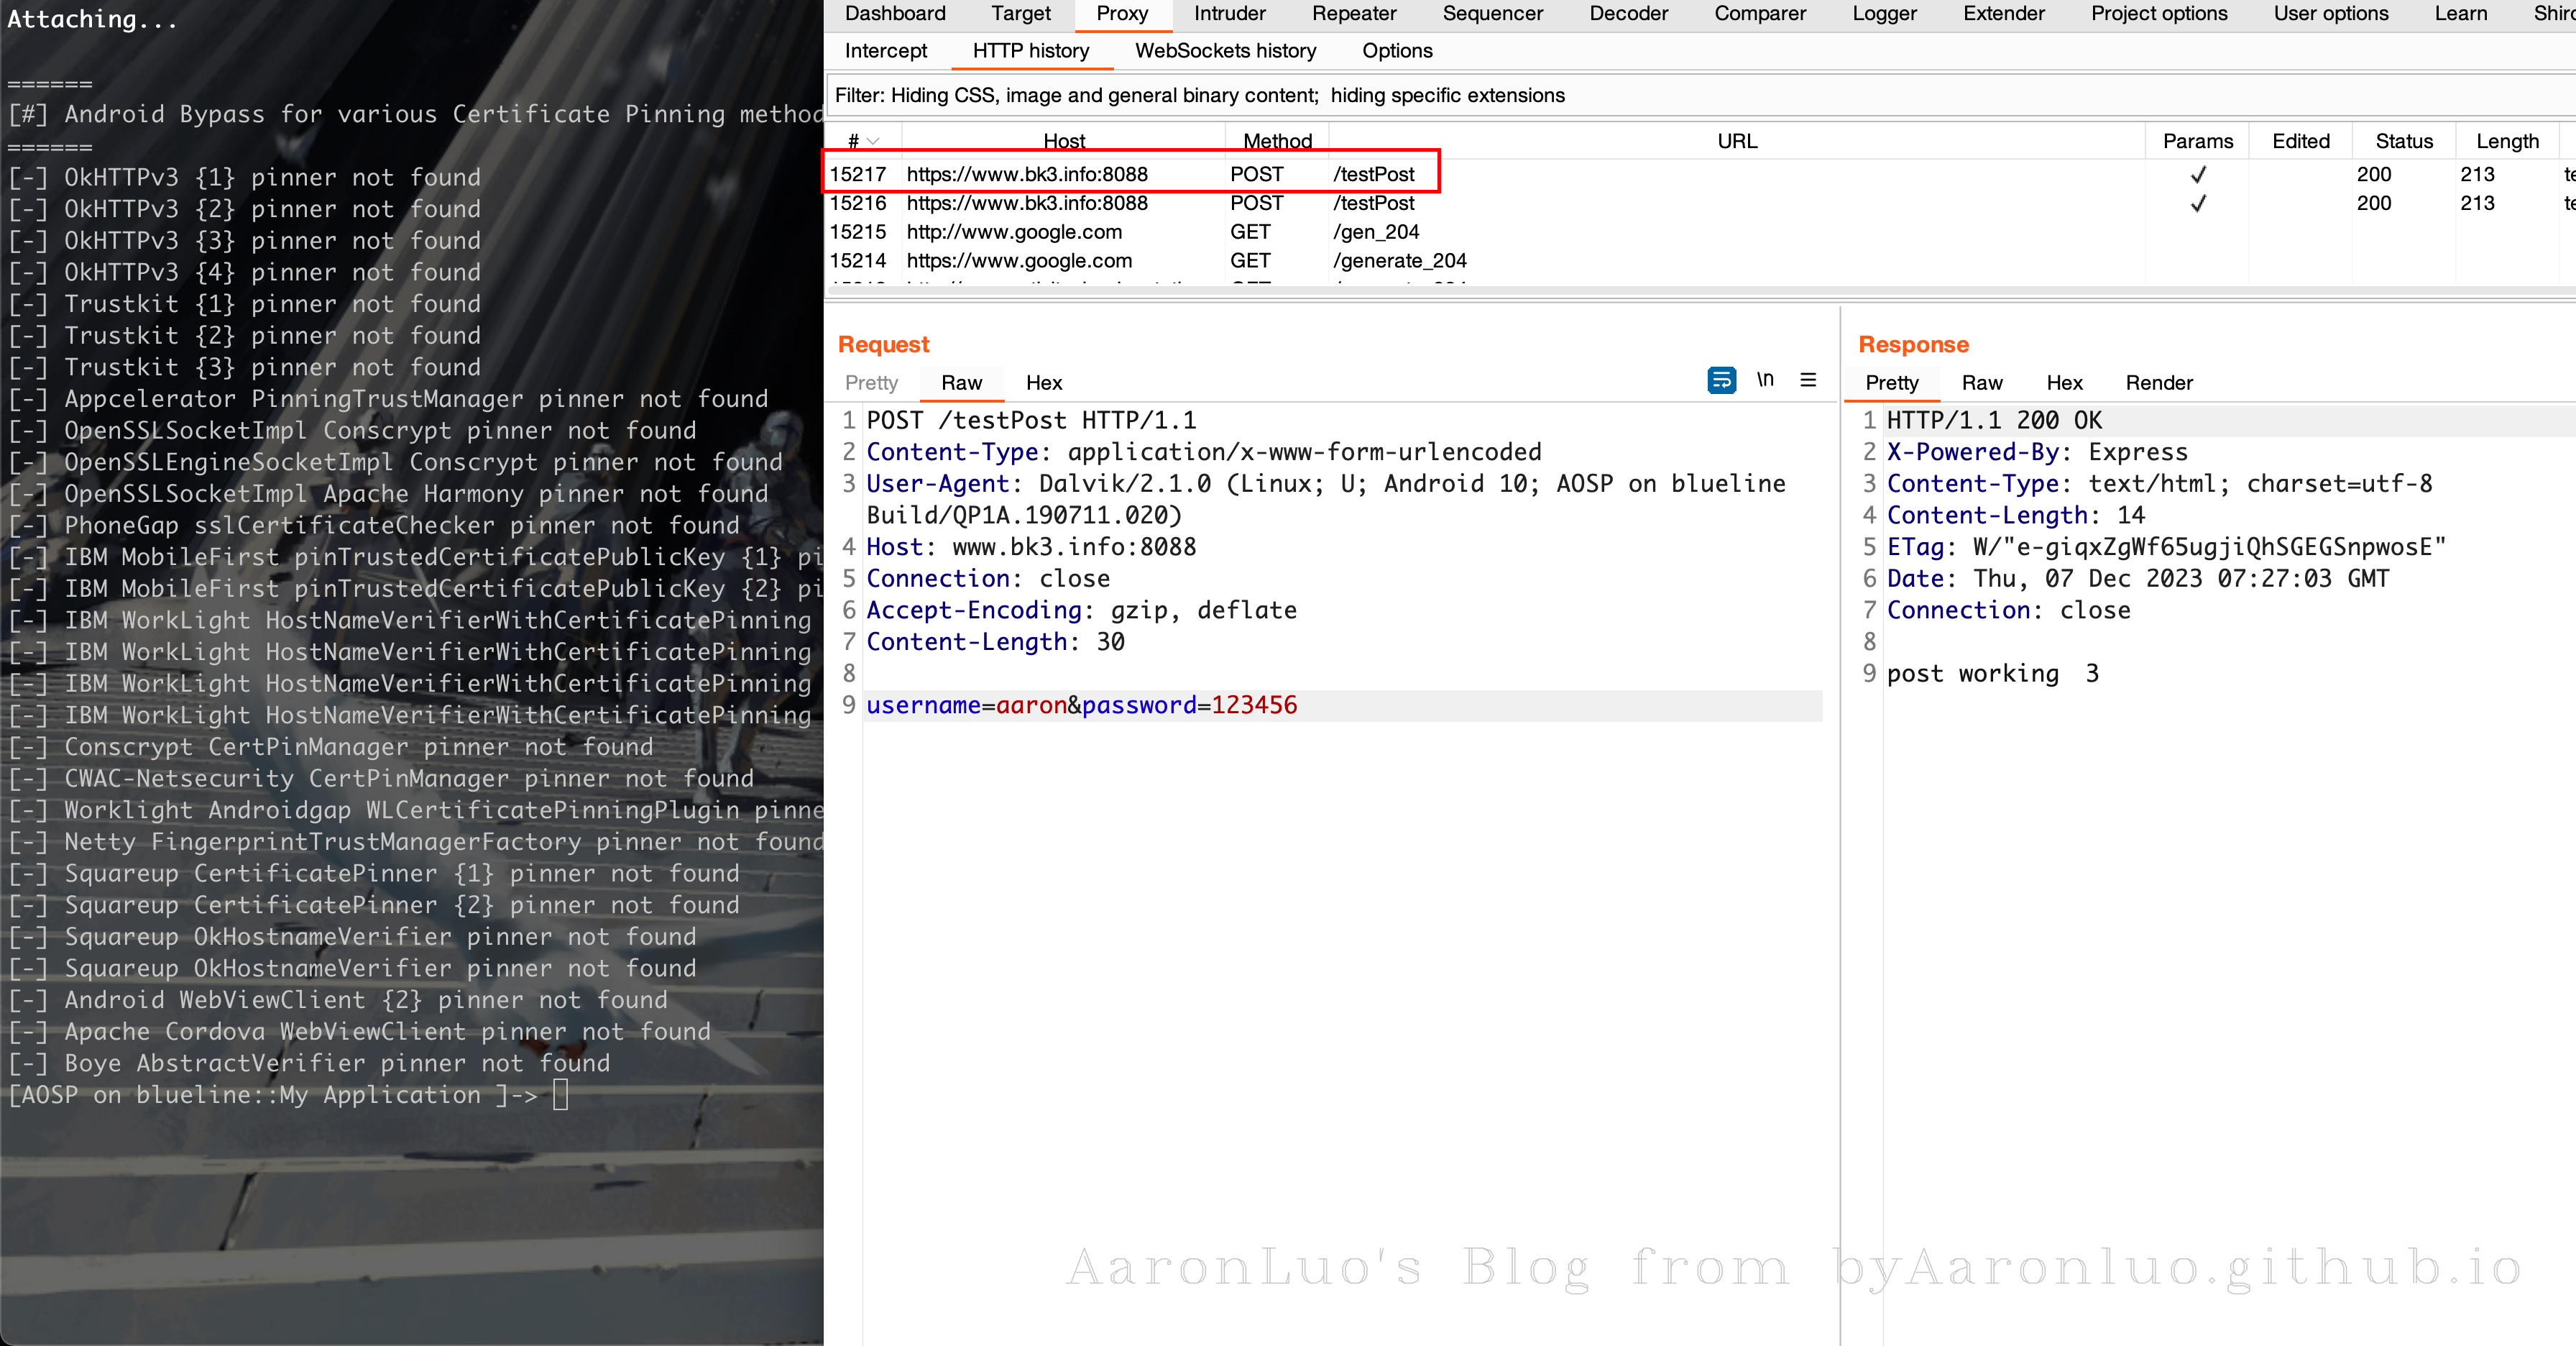 Attaching...
======
[#] Android Bypass for various Certificate Pinning method
======
[-] OkHTTPv3 {1} pinner not found
[-] OkHTTPv3 {2} pinner not found
[-] OkHTTPv3 {3} pinner not found
[-] OkHTTPv3 {4} pinner not found
[-] Trustkit {1} pinner not found
[-] Trustkit {2} pinner not found
[-] Trustkit {3} pinner not found
[-] Appcelerator PinningTrustManager pinner not found
[-] OpenSSLSocketImpl Conscrypt pinner not found
[-] OpenSSLEngineSocketImpl Conscrypt pinner not found
[-] OpenSSLSocketImpl Apache Harmony pinner not found
[-] PhoneGap sslCertificateChecker pinner not found
[-] IBM MobileFirst pinTrustedCertificatePublicKey {1} pi
[-] IBM MobileFirst pinTrustedCertificatePublicKey {2} pi
[-] IBM WorkLight HostNameVerifierWithCertificatePinning
[-] IBM WorkLight HostNameVerifierWithCertificatePinning
[-] IBM WorkLight HostNameVerifierWithCertificatePinning
[-] IBM WorkLight HostNameVerifierWithCertificatePinning
[-] Conscrypt CertPinManager pinner not found
[-] CWAC-Netsecurity CertPinManager pinner not found
[-] Worklight Androidgap WLCertificatePinningPlugin pinne
[-] Netty FingerprintTrustManagerFactory pinner not found
[-] Squareup CertificatePinner {1} pinner not found
[-] Squareup CertificatePinner {2} pinner not found
[-] Squareup OkHostnameVerifier pinner not found
[-] Squareup OkHostnameVerifier pinner not found
[-] Android WebViewClient {2} pinner not found
[-] Apache Cordova WebViewClient pinner not found
[-] Boye AbstractVerifier pinner not found
[AOSP on blueline::My Application ]->
Dashboard Target Proxy Intruder Repeater Sequencer Decoder Comparer Logger Extender Project options User options Learn Shiro
Intercept HTTP history WebSockets history Options
Filter: Hiding CSS, image and general binary content; hiding specific extensions
# Host Method URL Params Edited Status Length
15217 https://www.bk3.info:8088 POST /testPost ✓ 200 213 te
15216 https://www.bk3.info:8088 POST /testPost ✓ 200 213 te
15215 http://www.google.com GET /gen_204
15214 https://www.google.com GET /generate_204
Request
Pretty Raw Hex \n
1 POST /testPost HTTP/1.1
2 Content-Type: application/x-www-form-urlencoded
3 User-Agent: Dalvik/2.1.0 (Linux; U; Android 10; AOSP on blueline
Build/QP1A.190711.020)
4 Host: www.bk3.info:8088
5 Connection: close
6 Accept-Encoding: gzip, deflate
7 Content-Length: 30
8
9 username=aaron&password=123456
Response
Pretty Raw Hex Render
1 HTTP/1.1 200 OK
2 X-Powered-By: Express
3 Content-Type: text/html; charset=utf-8
4 Content-Length: 14
5 ETag: W/"e-giqxZgWf65ugjiQhSGEGSnpwosE"
6 Date: Thu, 07 Dec 2023 07:27:03 GMT
7 Connection: close
8
9 post working 3
AaronLuo's Blog from byAaronluo.github.io